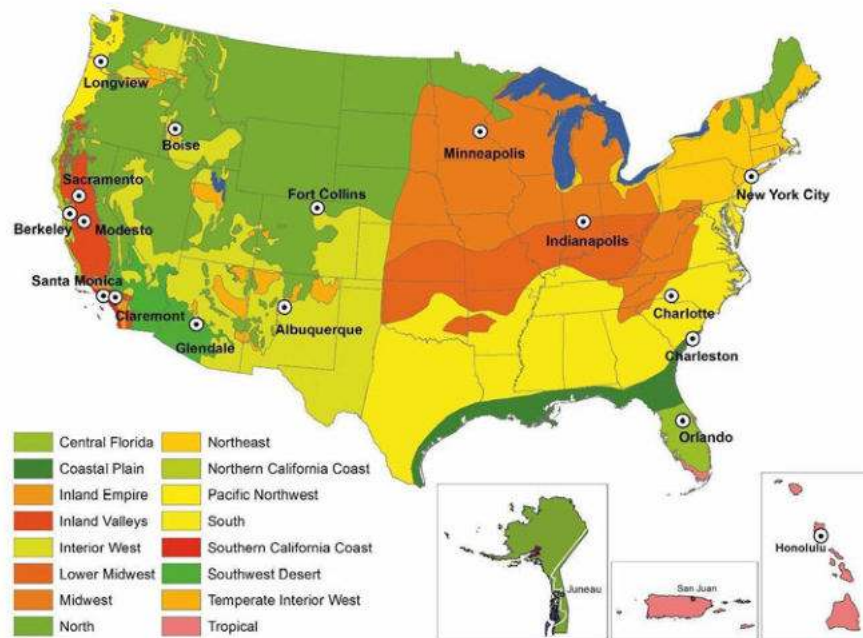 Longview
Boise
Minneapolis
Sacramento
Fort Collins
New York City
Berkeley
Modesto
Indianapolis
Santa Monica
Claremont
Albuquerque
Charlotte
Glendale
Charleston
Orlando
Central Florida
Coastal Plain
Inland Empire
Inland Valleys
Interior West
Lower Midwest
Midwest
North
Northeast
Northern California Coast
Pacific Northwest
South
Southern California Coast
Southwest Desert
Temperate Interior West
Tropical
Juneau
San Juan
Honolulu